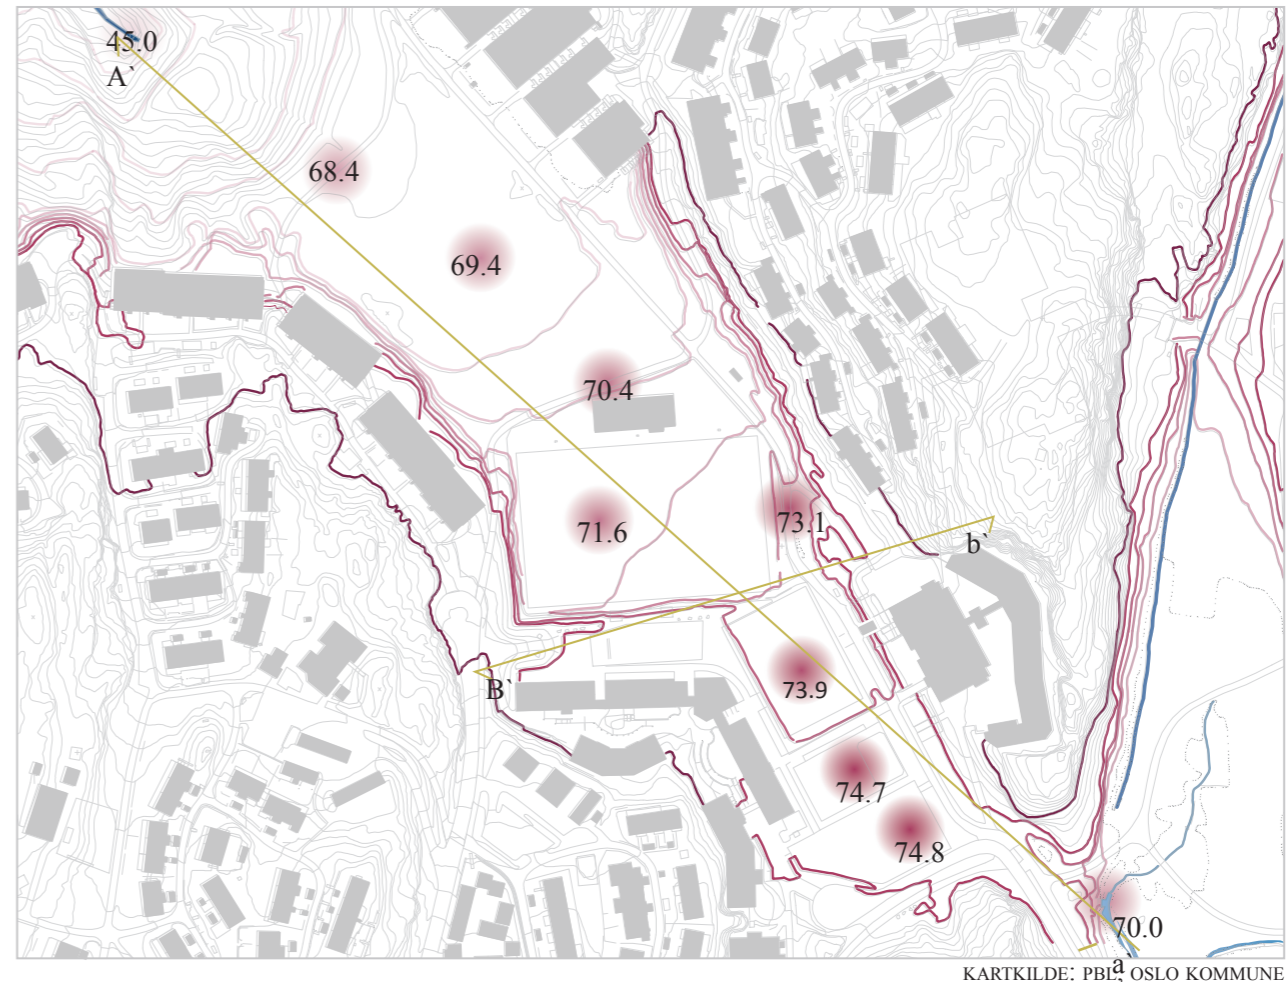 45.0
A`
68.4
69.4
70.4
71.6
73.1
b`
B`
73.9
74.7
74.8
70.0
a
KARTKILDE: PBL, OSLO KOMMUNE